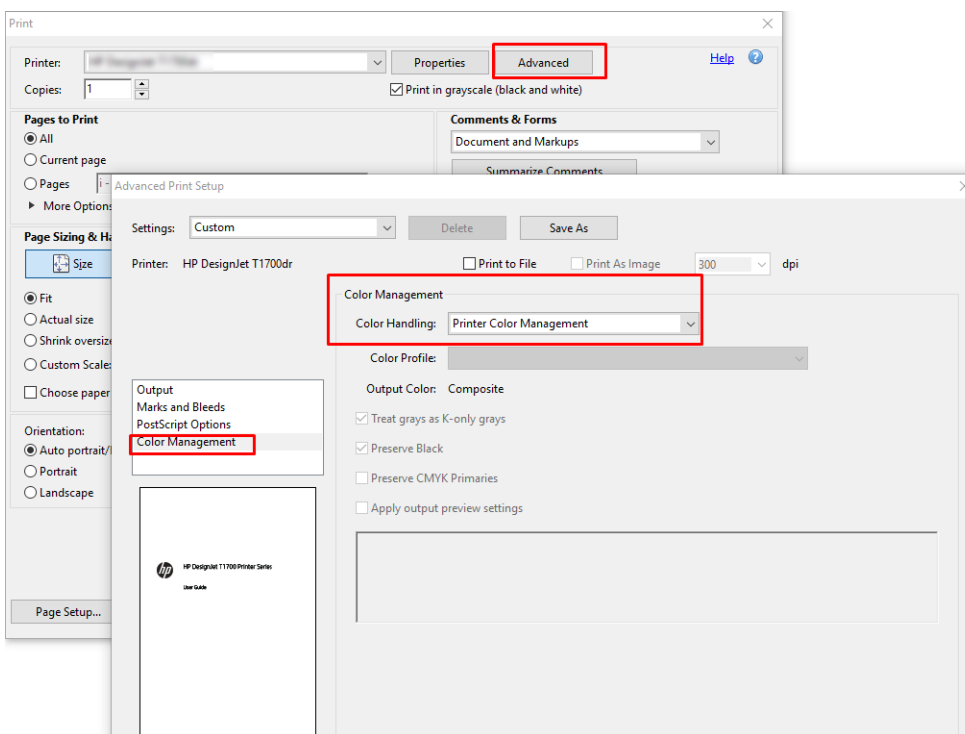 Print
Printer:
Properties
Advanced
Help
Copies: 1
Print in grayscale (black and white)
Pages to Print
All
Current page
Pages i -
More Options
Comments & Forms
Document and Markups
Summarize Comments
Page Sizing & Ha
Size
Fit
Actual size
Shrink oversize
Custom Scale:
Choose paper
Orientation:
Auto portrait/l
Portrait
Landscape
Page Setup...
Advanced Print Setup
Settings: Custom
Delete
Save As
Printer: HP DesignJet T1700dr
Print to File
Print As Image
300 dpi
Output
Marks and Bleeds
PostScript Options
Color Management
Color Management
Color Handling: Printer Color Management
Color Profile:
Output Color: Composite
Treat grays as K-only grays
Preserve Black
Preserve CMYK Primaries
Apply output preview settings
hp
HP DesignJet T1700 Printer Series
User Guide